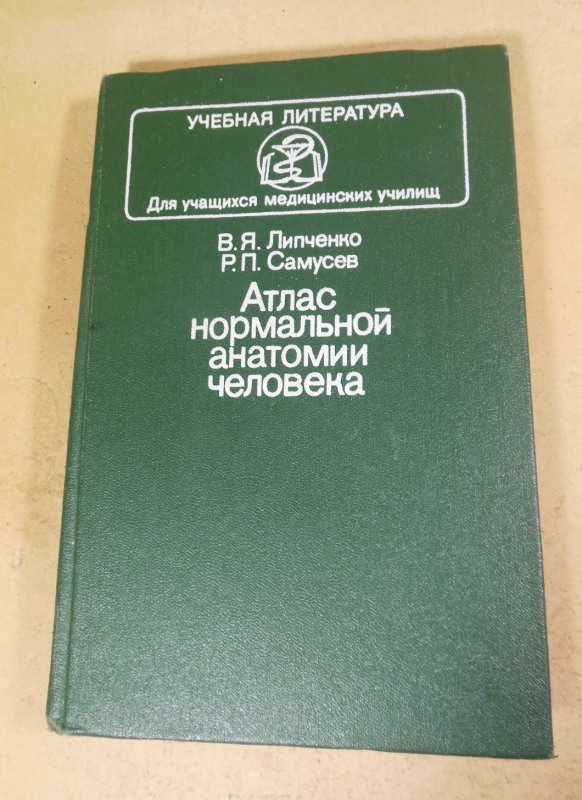 УЧЕБНАЯ ЛИТЕРАТУРА
Для учащихся медицинских училищ
В.Я. Липченко
Р.П. Самусев
Атлас
нормальной
анатомии
человека